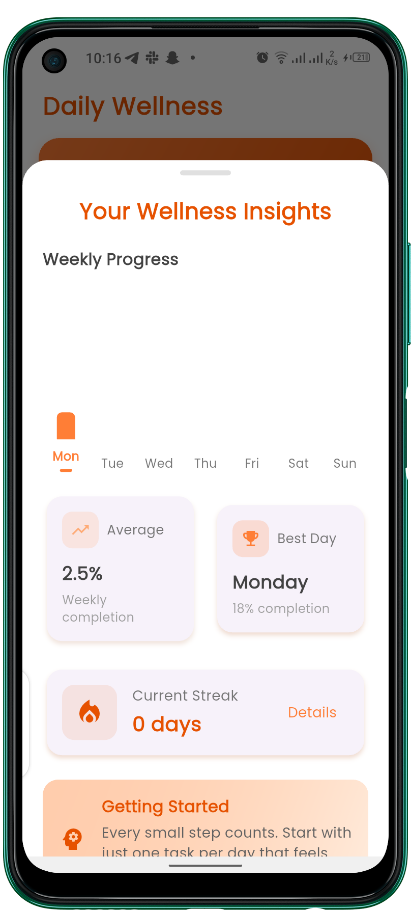 10:16
2
K/s
21
Daily Wellness
Your Wellness Insights
Weekly Progress
Mon Tue Wed Thu Fri Sat Sun
Average
2.5%
Weekly
completion
Best Day
Monday
18% completion
Current Streak
0 days
Details
Getting Started
Every small step counts. Start with
just one task per day that feels